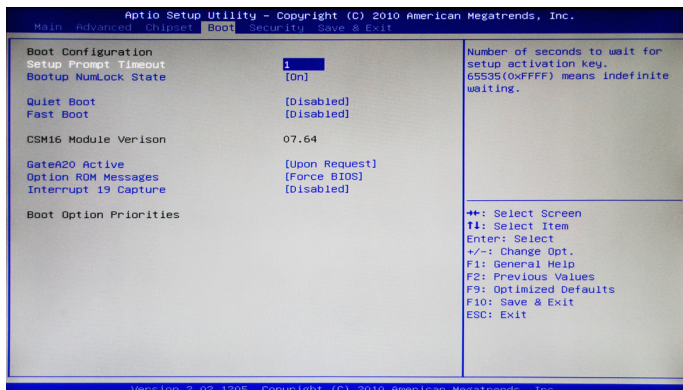 Aptio Setup Utility – Copyright (C) 2010 American Megatrends, Inc.
Main Advanced Chipset Boot Security Save & Exit
Boot Configuration
Setup Prompt Timeout 1
Bootup NumLock State [On]
Quiet Boot [Disabled]
Fast Boot [Disabled]
CSM16 Module Verison 07.64
GateA20 Active [Upon Request]
Option ROM Messages [Force BIOS]
Interrupt 19 Capture [Disabled]
Boot Option Priorities
Number of seconds to wait for
setup activation key.
65535(0xFFFF) means indefinite
waiting.
→←: Select Screen
↑↓: Select Item
Enter: Select
+/-: Change Opt.
F1: General Help
F2: Previous Values
F9: Optimized Defaults
F10: Save & Exit
ESC: Exit
Version 2.02.1205. Copyright (C) 2010 American Megatrends, Inc.